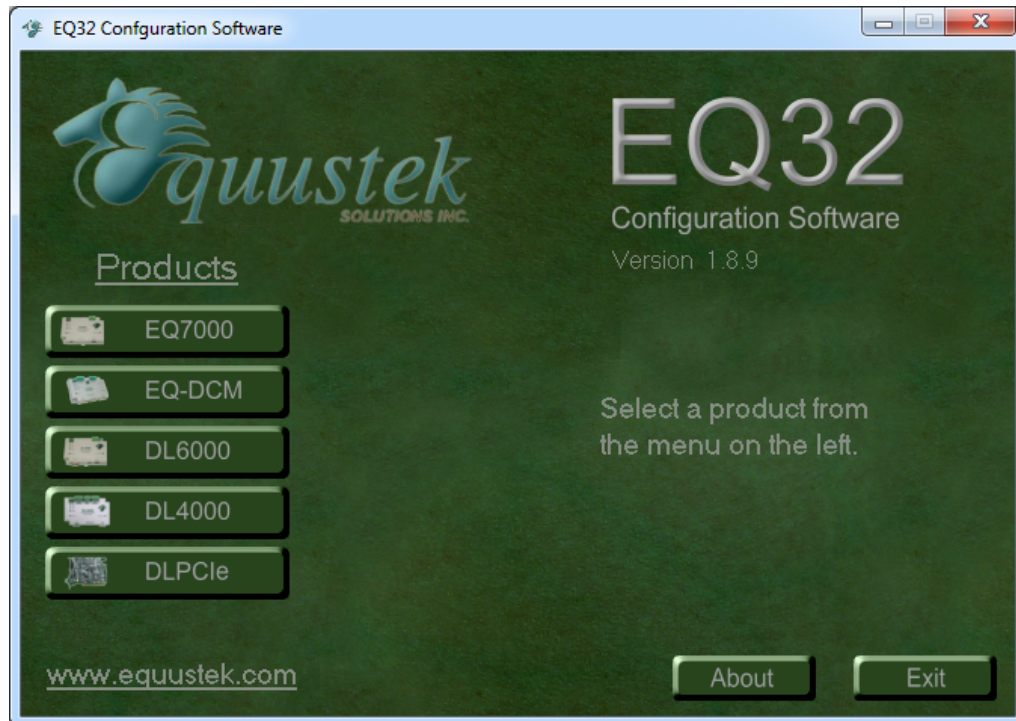 EQ32 Confguration Software
Equustek
SOLUTIONS INC.
EQ32
Configuration Software
Version 1.8.9
Products
EQ7000
EQ-DCM
DL6000
DL4000
DLPCIe
Select a product from
the menu on the left.
www.equustek.com
About
Exit